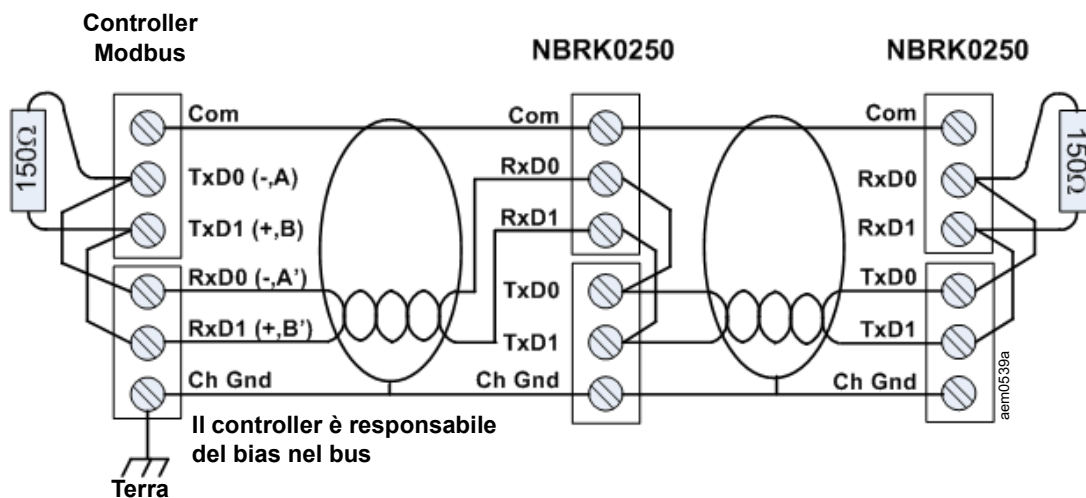 Controller
Modbus
NBRK0250
NBRK0250
150Ω
Com
TxD0 (-,A)
TxD1 (+,B)
RxD0 (-,A')
RxD1 (+,B')
Ch Gnd
Com
RxD0
RxD1
TxD0
TxD1
Ch Gnd
Com
RxD0
RxD1
TxD0
TxD1
Ch Gnd
150Ω
aem0539a
Il controller è responsabile
del bias nel bus
Terra